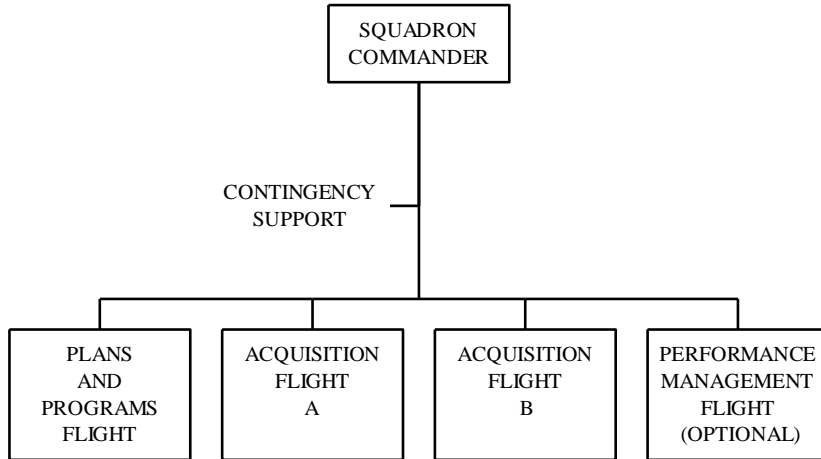 SQUADRON
COMMANDER
CONTINGENCY
SUPPORT
PLANS
AND
PROGRAMS
FLIGHT
ACQUISITION
FLIGHT
A
ACQUISITION
FLIGHT
B
PERFORMANCE
MANAGEMENT
FLIGHT
(OPTIONAL)